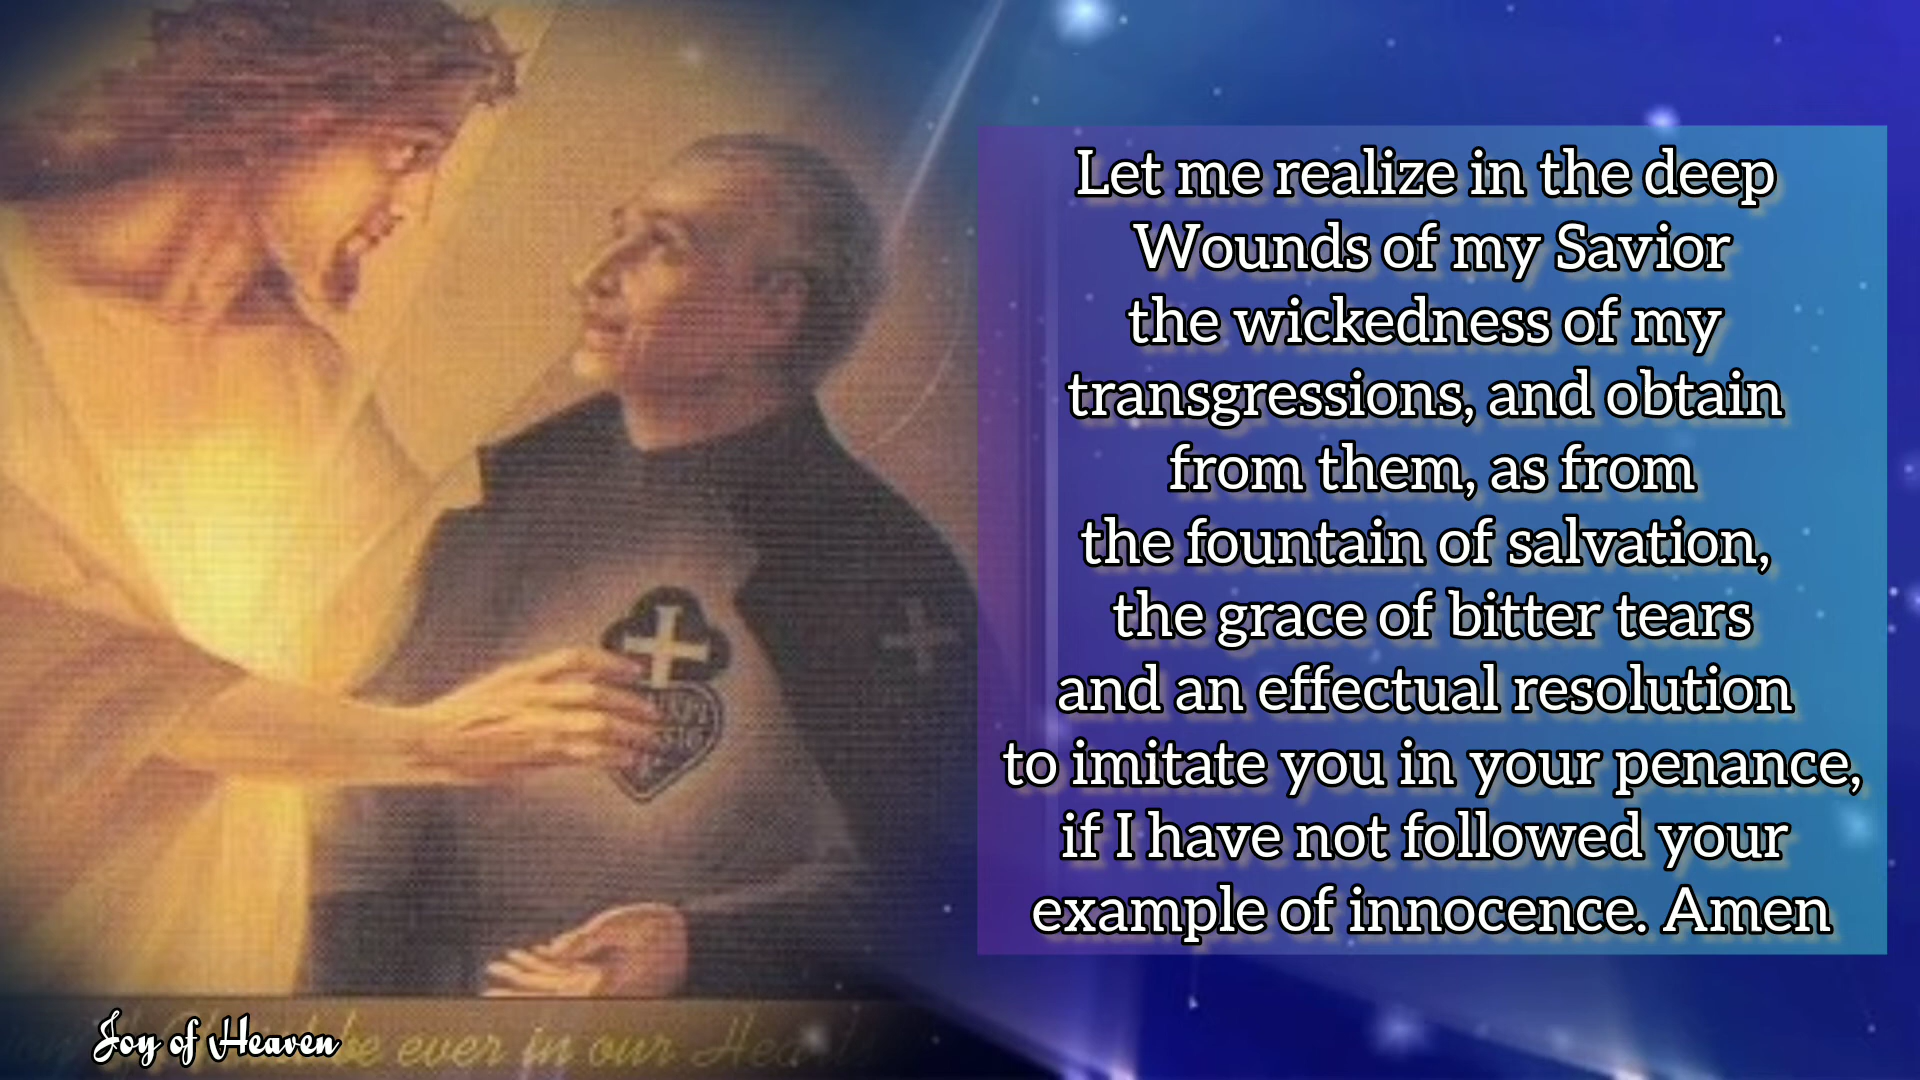 Let me realize in the deep
Wounds of my Savior
the wickedness of my
transgressions, and obtain
from them, as from
the fountain of salvation,
the grace of bitter tears
and an effectual resolution
to imitate you in your penance,
if I have not followed your
example of innocence. Amen
Joy of Heaven
be ever in our